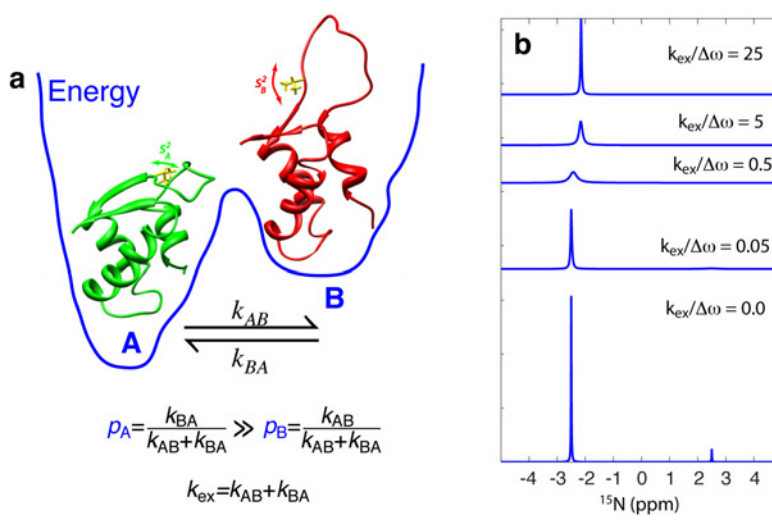 a
Energy
S²_A
S²_B
A
B
k_AB
k_BA
p_A = k_BA / (k_AB+k_BA) ≫ p_B = k_AB / (k_AB+k_BA)
k_ex=k_AB+k_BA
b
k_ex/Δω = 25
k_ex/Δω = 5
k_ex/Δω = 0.5
k_ex/Δω = 0.05
k_ex/Δω = 0.0
-5 -4 -3 -2 -1 0 1 2 3 4
¹⁵N (ppm)